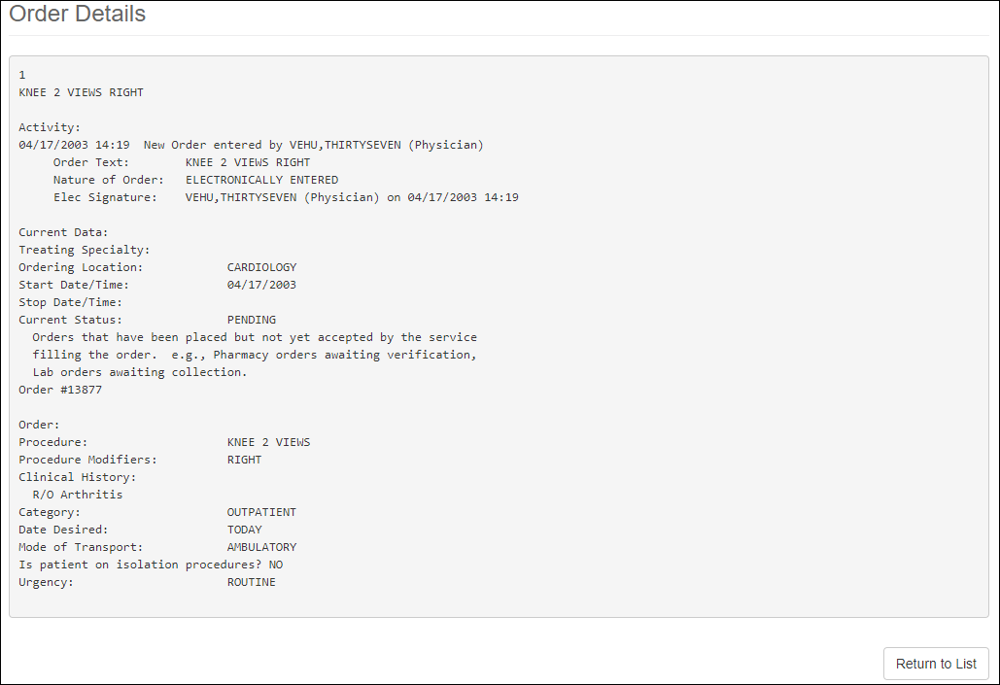 Order Details
1
KNEE 2 VIEWS RIGHT
Activity:
04/17/2003 14:19  New Order entered by VEHU,THIRTYSEVEN (Physician)
     Order Text:        KNEE 2 VIEWS RIGHT
     Nature of Order:   ELECTRONICALLY ENTERED
     Elec Signature:    VEHU,THIRTYSEVEN (Physician) on 04/17/2003 14:19
Current Data:
Treating Specialty:
Ordering Location:            CARDIOLOGY
Start Date/Time:              04/17/2003
Stop Date/Time:
Current Status:               PENDING
  Orders that have been placed but not yet accepted by the service
  filling the order.  e.g., Pharmacy orders awaiting verification,
  Lab orders awaiting collection.
Order #13877
Order:
Procedure:                    KNEE 2 VIEWS
Procedure Modifiers:          RIGHT
Clinical History:
  R/O Arthritis
Category:                     OUTPATIENT
Date Desired:                 TODAY
Mode of Transport:            AMBULATORY
Is patient on isolation procedures? NO
Urgency:                      ROUTINE
Return to List